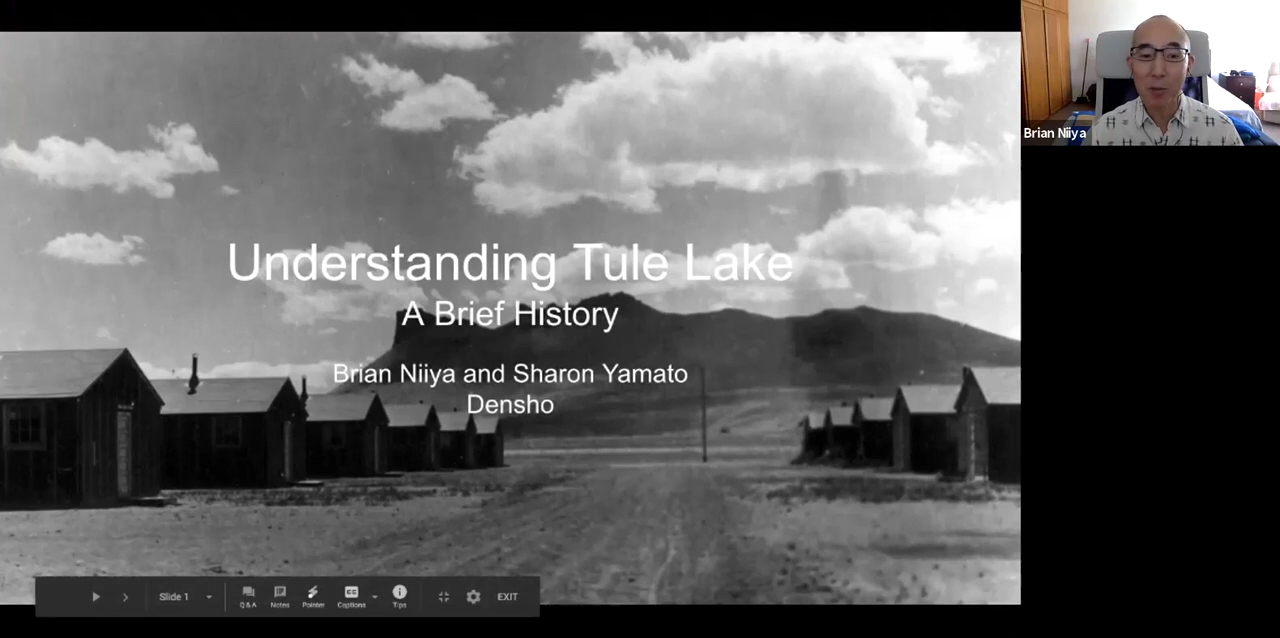 Understanding Tule Lake
A Brief History
Brian Niiya and Sharon Yamato
Densho
Brian Niiya
Slide 1
Q & A
Notes
Pointer
Captions
Tips
EXIT